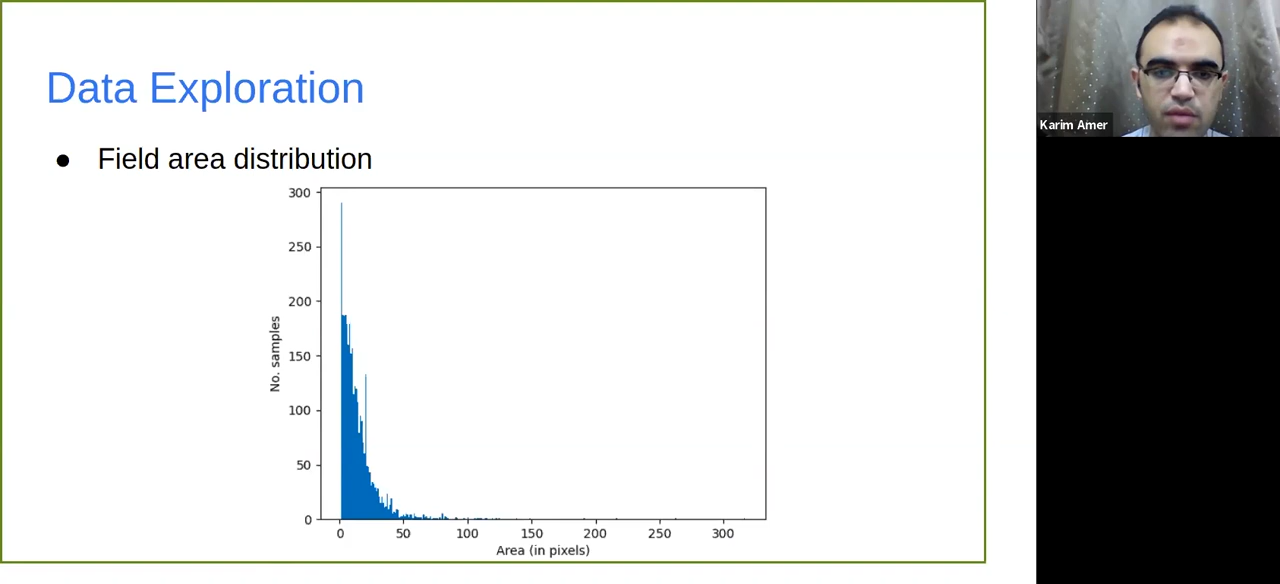 Data Exploration
● Field area distribution
300
250
200
150
100
50
0
No. samples
0 50 100 150 200 250 300
Area (in pixels)
Karim Amer